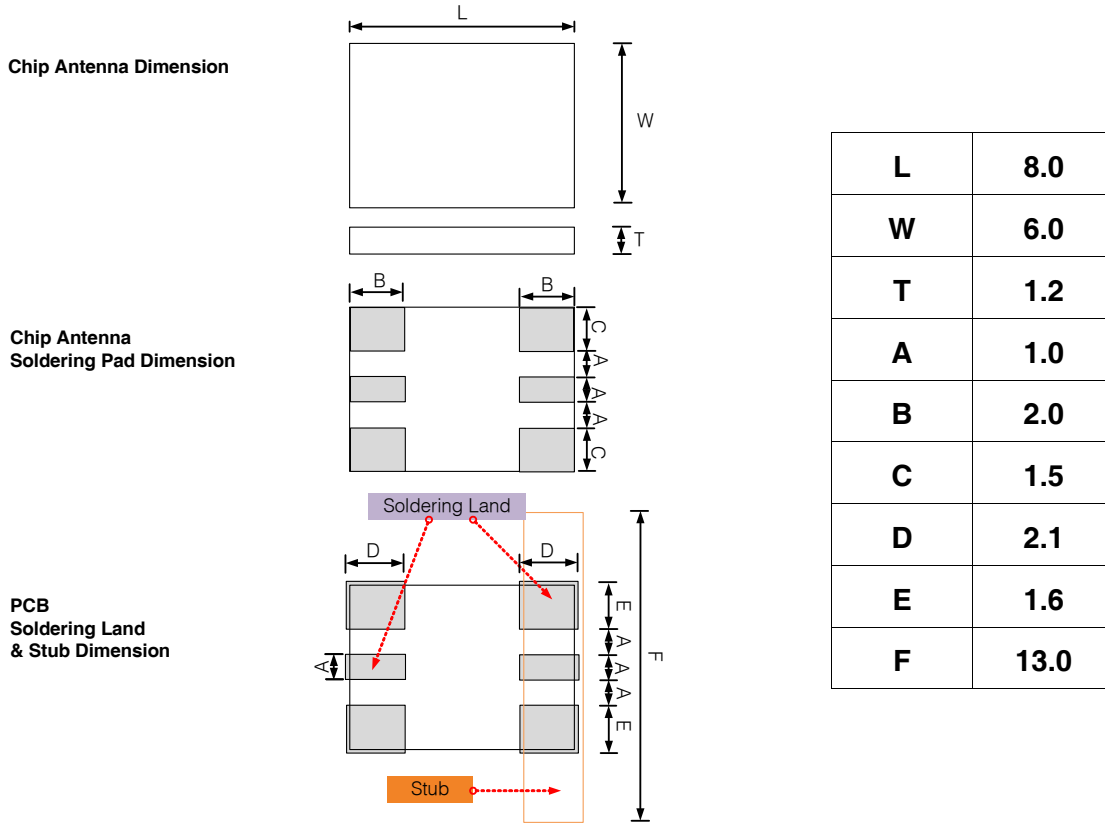 L
Chip Antenna Dimension
W
T
B
B
C
A
A
A
C
Chip Antenna
Soldering Pad Dimension
Soldering Land
D
D
PCB
Soldering Land
& Stub Dimension
A
E
A
A
A
E
F
Stub
L 8.0
W 6.0
T 1.2
A 1.0
B 2.0
C 1.5
D 2.1
E 1.6
F 13.0